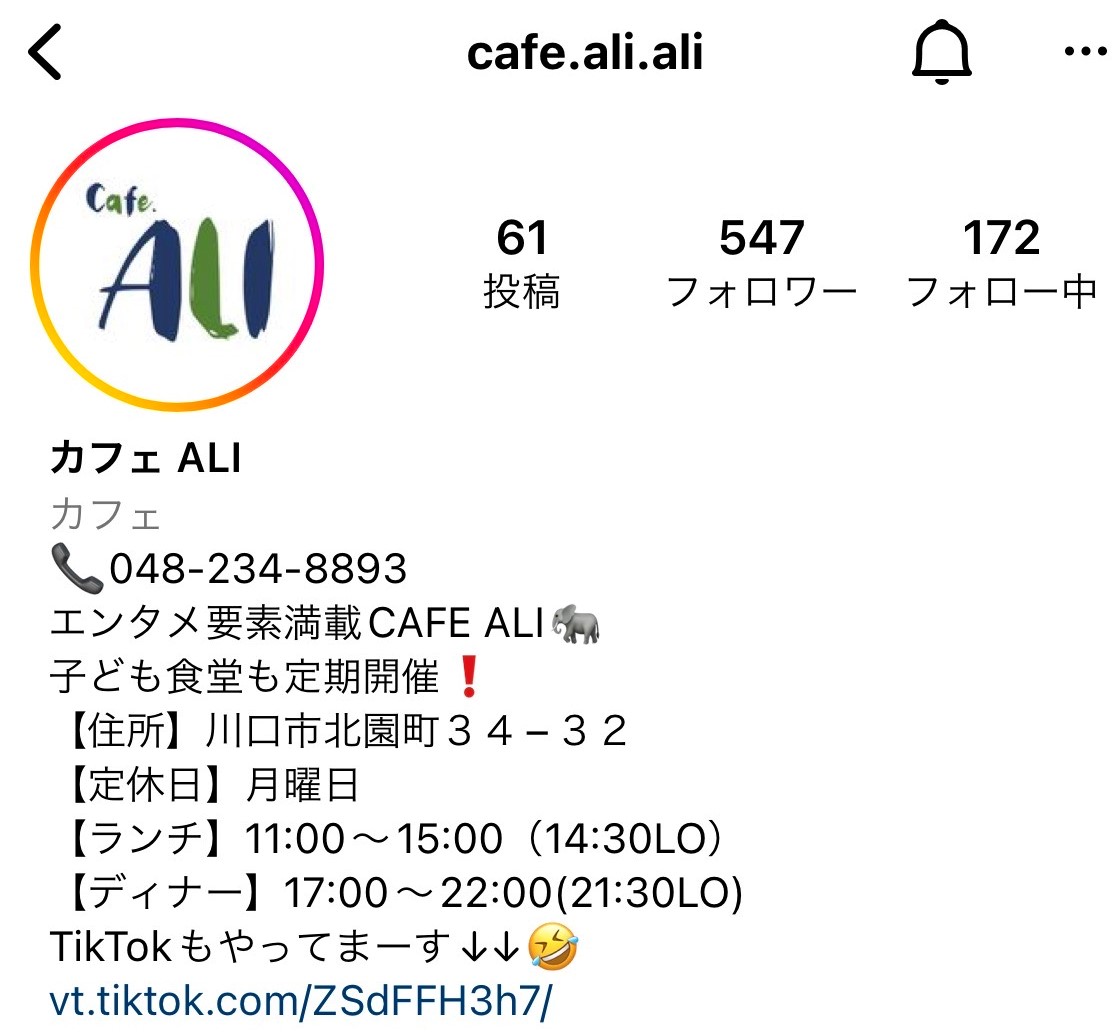 cafe.ali.ali
Cafe.
ALI
61
投稿
547
フォロワー
172
フォロー中
カフェ ALI
カフェ
📞048-234-8893
エンタメ要素満載CAFE ALI🐘
子ども食堂も定期開催❗
【住所】川口市北園町３４−３２
【定休日】月曜日
【ランチ】11:00〜15:00（14:30LO）
【ディナー】17:00〜22:00(21:30LO)
TikTokもやってまーす↓↓🤣
vt.tiktok.com/ZSdFFH3h7/